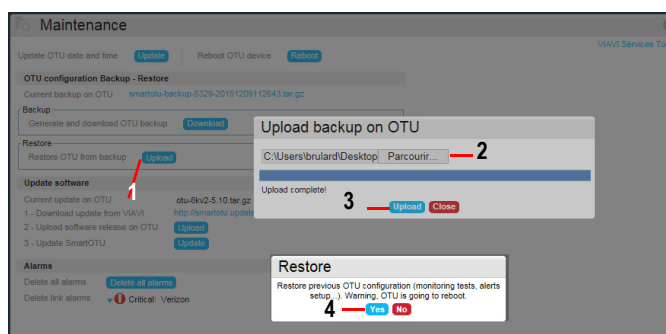 Maintenance
VIAVI Services To
Update OTU date and time Update Reboot OTU device Reboot
OTU configuration Backup - Restore
Current backup on OTU smartotu-backup-5329-20151209112643.tar.gz
Backup
Generate and download OTU backup Download
Restore
Restore OTU from backup Upload
1
Upload backup on OTU
C:\Users\brulard\Desktop Parcourir... 2
Upload complete!
3 Upload Close
Update software
Current update on OTU otu-8kv2-5.10.tar.gz
1 - Download update from VIAVI http://smartotu.update
2 - Upload software release on OTU Upload
3 - Update SmartOTU Update
Alarms
Delete all alarms Delete all alarms
Delete link alarms Critical: Verizon
Restore
Restore previous OTU configuration (monitoring tests, alerts
setup...). Warning, OTU is going to reboot.
4 Yes No